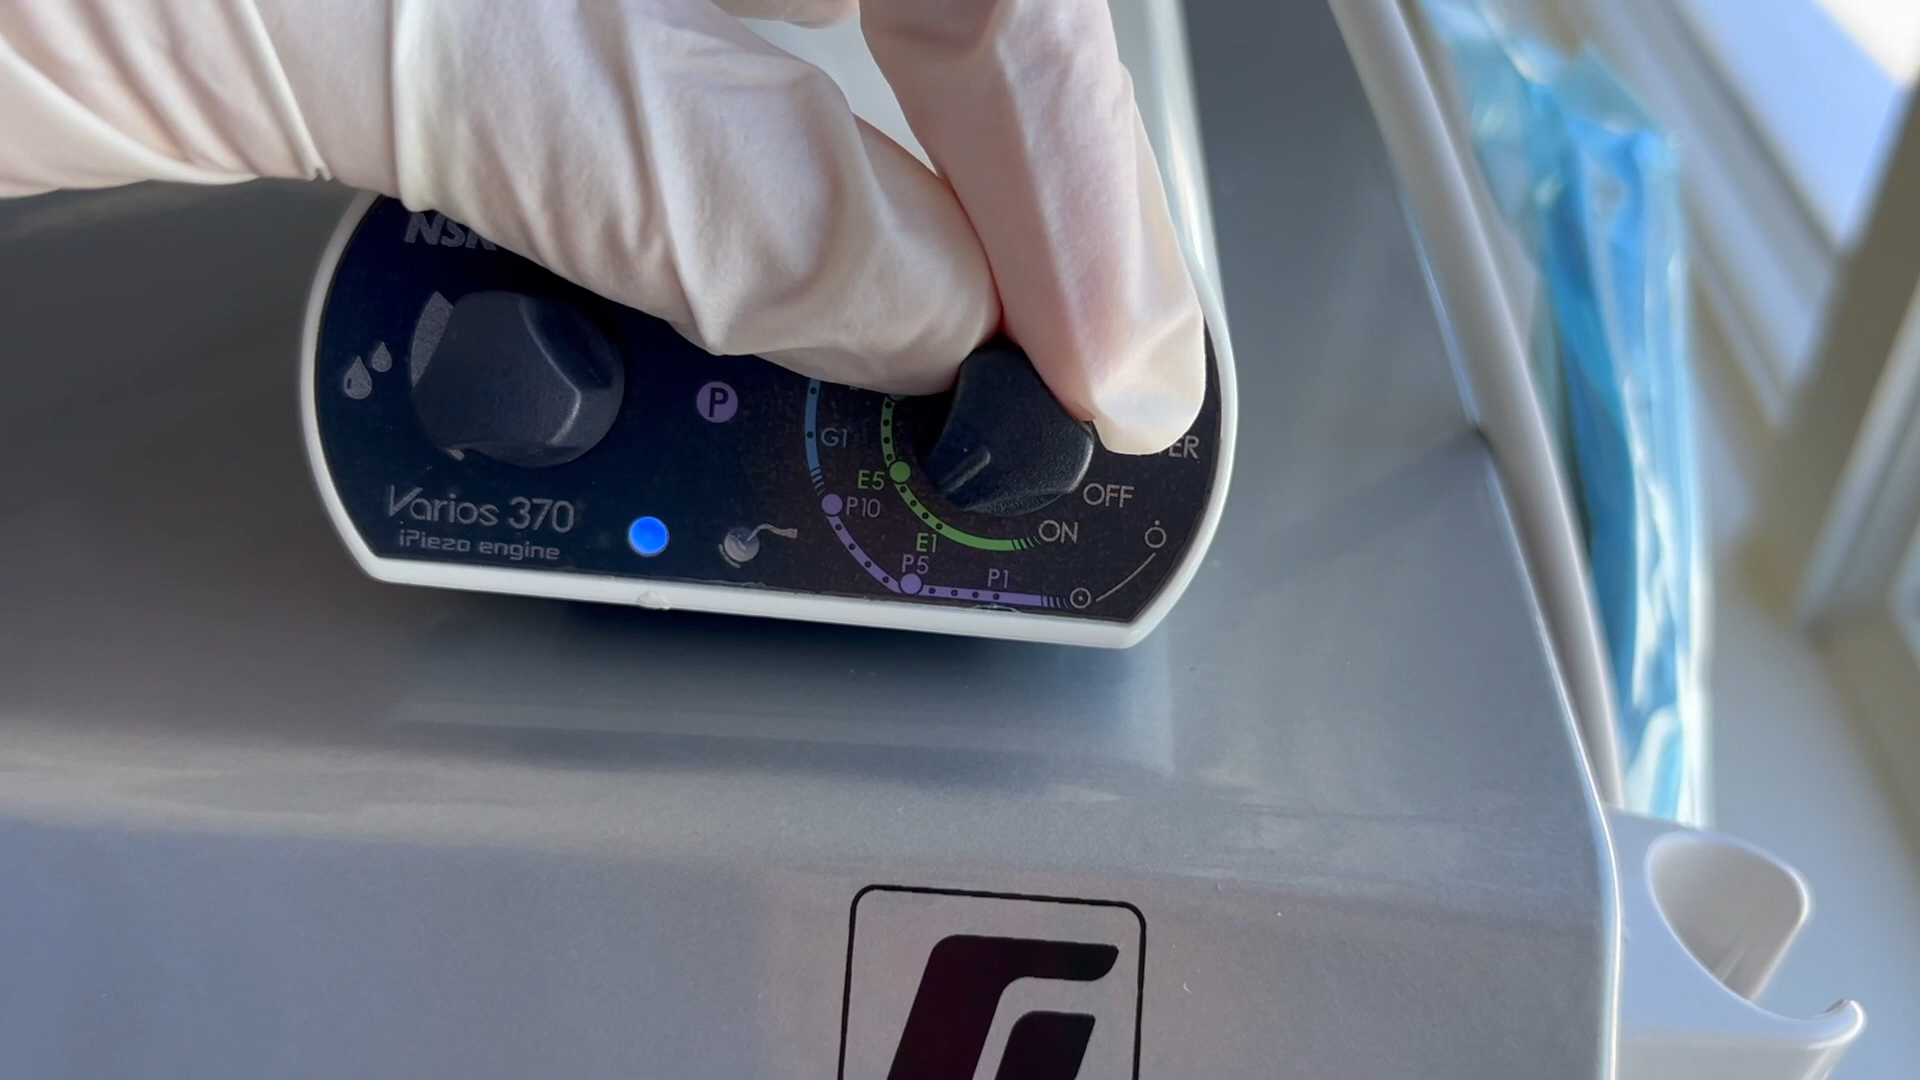 NSK
P
G1
E5
P10
E1
P5
P1
ON
OFF
Varios 370
iPiezo engine